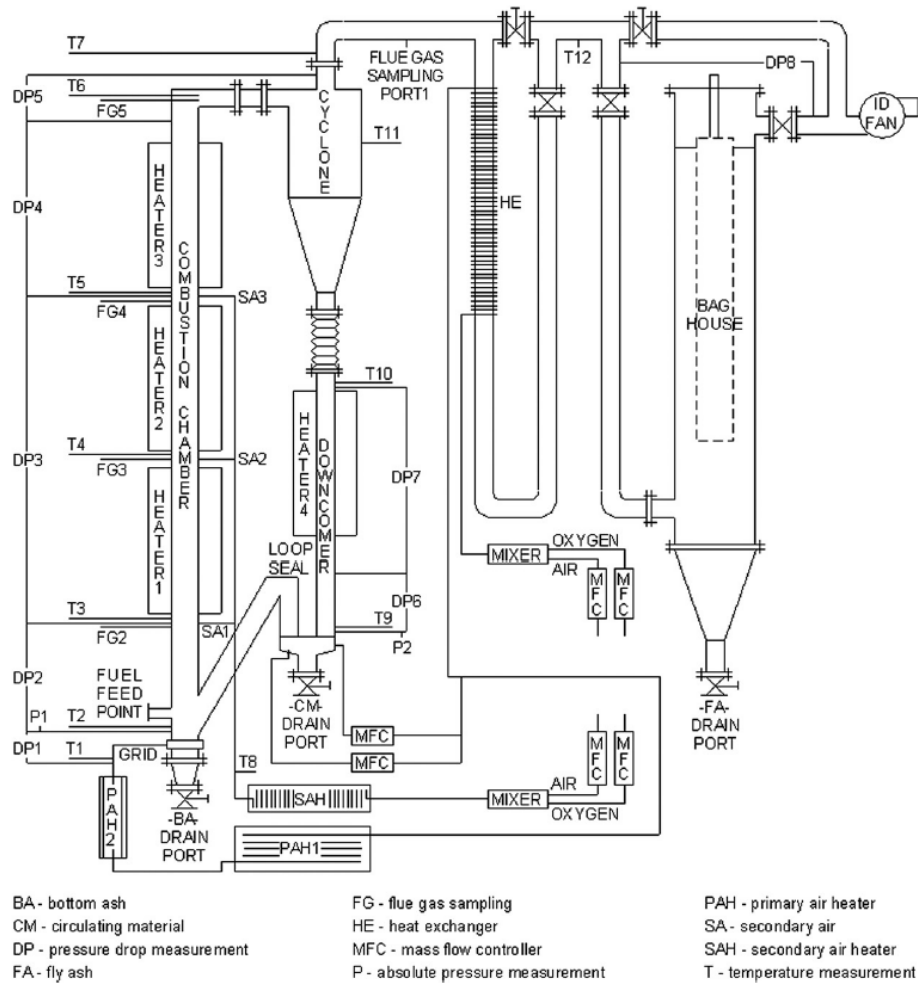 T7
FLUE GAS
SAMPLING
PORT1
T12
DP8
ID
FAN
DP5
T6
FG5
CYCLONE
T11
HEATER3
HE
DP4
COMBUSTION CHAMBER
T5
SA3
FG4
BAG
HOUSE
HEATER2
T10
HEATER4
DOWNCOMER
T4
DP3
SA2
FG3
DP7
HEATER1
LOOP
SEAL
MIXER
OXYGEN
AIR
MFC
MFC
T3
SA1
FG2
DP6
T9
P2
DP2
FUEL
FEED
POINT
P1
T2
-CM-
DRAIN
PORT
-FA-
DRAIN
PORT
MFC
MFC
DP1
T1
GRID
T8
MFC
MFC
PAH2
SAH
MIXER
AIR
OXYGEN
-BA-
DRAIN
PORT
PAH1
BA - bottom ash
CM - circulating material
DP - pressure drop measurement
FA - fly ash
FG - flue gas sampling
HE - heat exchanger
MFC - mass flow controller
P - absolute pressure measurement
PAH - primary air heater
SA - secondary air
SAH - secondary air heater
T - temperature measurement